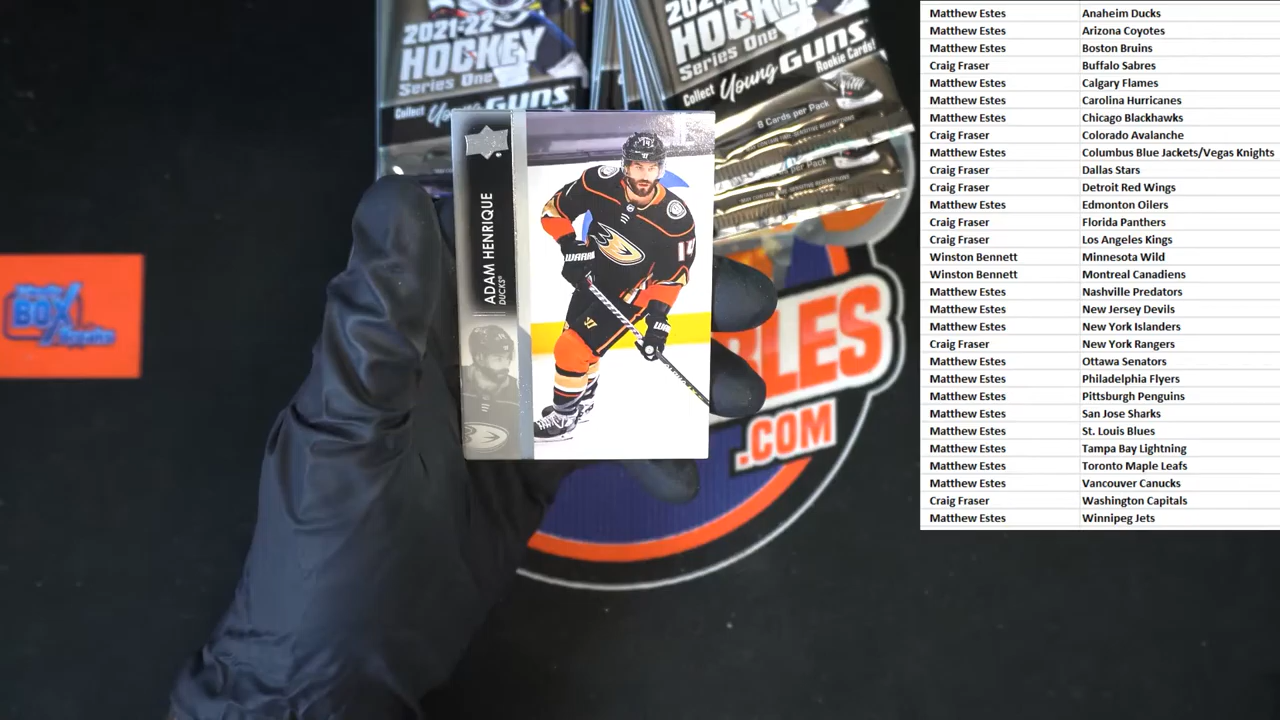 2021-22
HOCKEY
Series One
Collect Young GUNS
2021-22
HOCKEY
Series One
Collect Young GUNS
Rookie Cards!
8 Cards per Pack
per Pack
ADAM HENRIQUE
DUCKS
14
WARRIOR
BOX
BLES
.COM
Matthew Estes Anaheim Ducks
Matthew Estes Arizona Coyotes
Matthew Estes Boston Bruins
Craig Fraser Buffalo Sabres
Matthew Estes Calgary Flames
Matthew Estes Carolina Hurricanes
Matthew Estes Chicago Blackhawks
Craig Fraser Colorado Avalanche
Matthew Estes Columbus Blue Jackets/Vegas Knights
Craig Fraser Dallas Stars
Craig Fraser Detroit Red Wings
Matthew Estes Edmonton Oilers
Craig Fraser Florida Panthers
Craig Fraser Los Angeles Kings
Winston Bennett Minnesota Wild
Winston Bennett Montreal Canadiens
Matthew Estes Nashville Predators
Matthew Estes New Jersey Devils
Matthew Estes New York Islanders
Craig Fraser New York Rangers
Matthew Estes Ottawa Senators
Matthew Estes Philadelphia Flyers
Matthew Estes Pittsburgh Penguins
Matthew Estes San Jose Sharks
Matthew Estes St. Louis Blues
Matthew Estes Tampa Bay Lightning
Matthew Estes Toronto Maple Leafs
Matthew Estes Vancouver Canucks
Craig Fraser Washington Capitals
Matthew Estes Winnipeg Jets